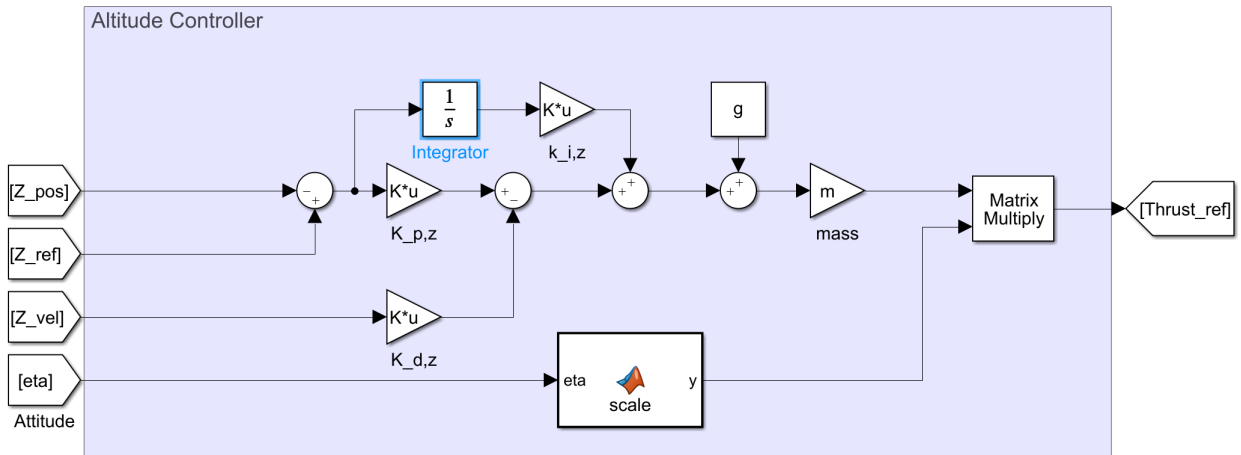 Altitude Controller
1
s
Integrator
K*u
k_i,z
g
[Z_pos]
−
+
K*u
K_p,z
+
−
+
+
+
+
m
mass
Matrix
Multiply
[Thrust_ref]
[Z_ref]
[Z_vel]
K*u
K_d,z
[eta]
Attitude
eta
y
scale